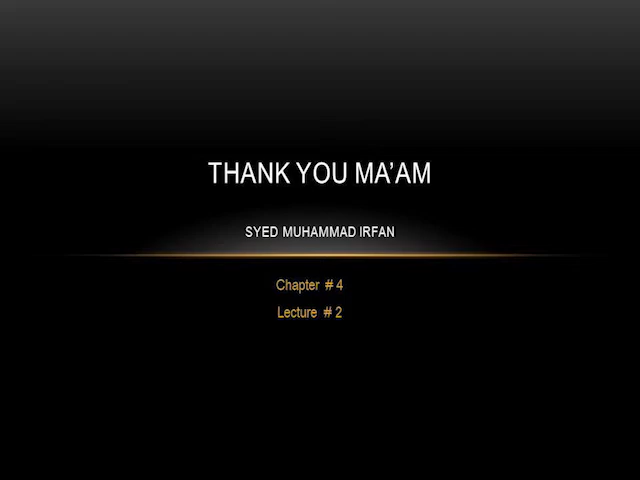 THANK YOU MA’AM
SYED MUHAMMAD IRFAN
Chapter # 4
Lecture # 2